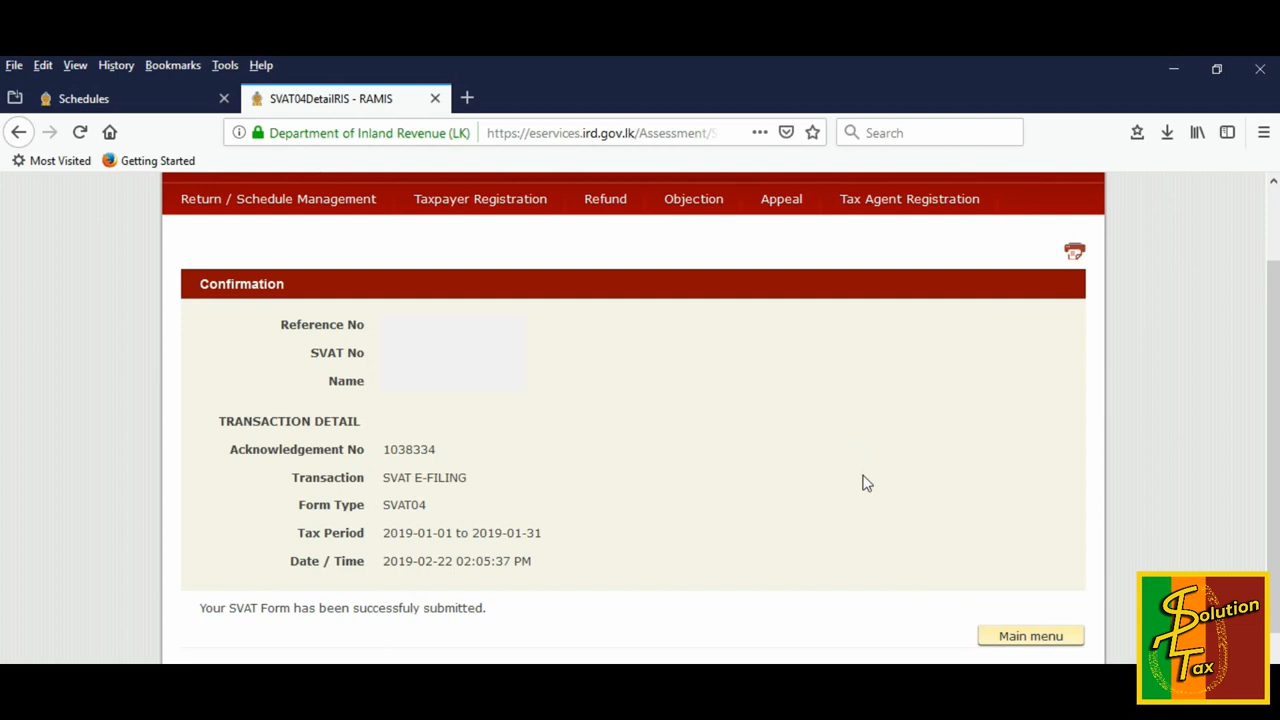 File Edit View History Bookmarks Tools Help
Schedules
SVAT04DetailRIS - RAMIS
Department of Inland Revenue (LK) https://eservices.ird.gov.lk/Assessment/S
Search
Most Visited Getting Started
Return / Schedule Management Taxpayer Registration Refund Objection Appeal Tax Agent Registration
Confirmation
Reference No
SVAT No
Name
TRANSACTION DETAIL
Acknowledgement No 1038334
Transaction SVAT E-FILING
Form Type SVAT04
Tax Period 2019-01-01 to 2019-01-31
Date / Time 2019-02-22 02:05:37 PM
Your SVAT Form has been successfuly submitted.
Main menu
Solution
Tax